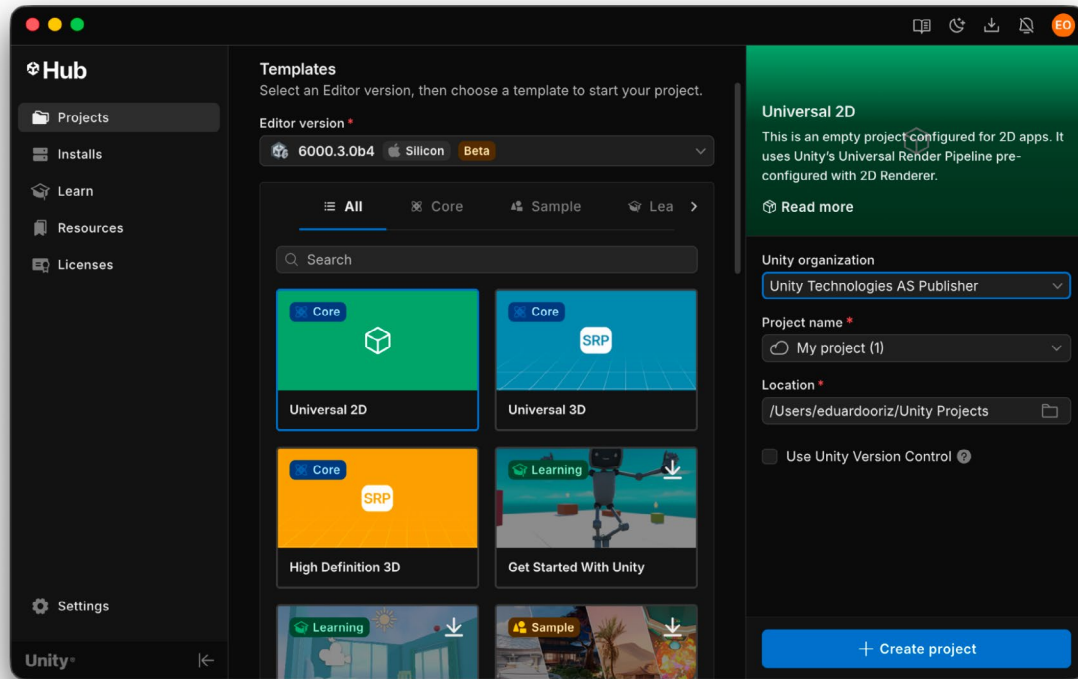 EO
Hub
Projects
Installs
Learn
Resources
Licenses
Settings
Unity
Templates
Select an Editor version, then choose a template to start your project.
Editor version *
6000.3.0b4 Silicon Beta
All Core Sample Lea
Search
Core
Universal 2D
Core
SRP
Universal 3D
Core
SRP
High Definition 3D
Learning
Get Started With Unity
Learning
Sample
Universal 2D
This is an empty project configured for 2D apps. It
uses Unity's Universal Render Pipeline pre-
configured with 2D Renderer.
Read more
Unity organization
Unity Technologies AS Publisher
Project name *
My project (1)
Location *
/Users/eduardooriz/Unity Projects
Use Unity Version Control ?
+ Create project